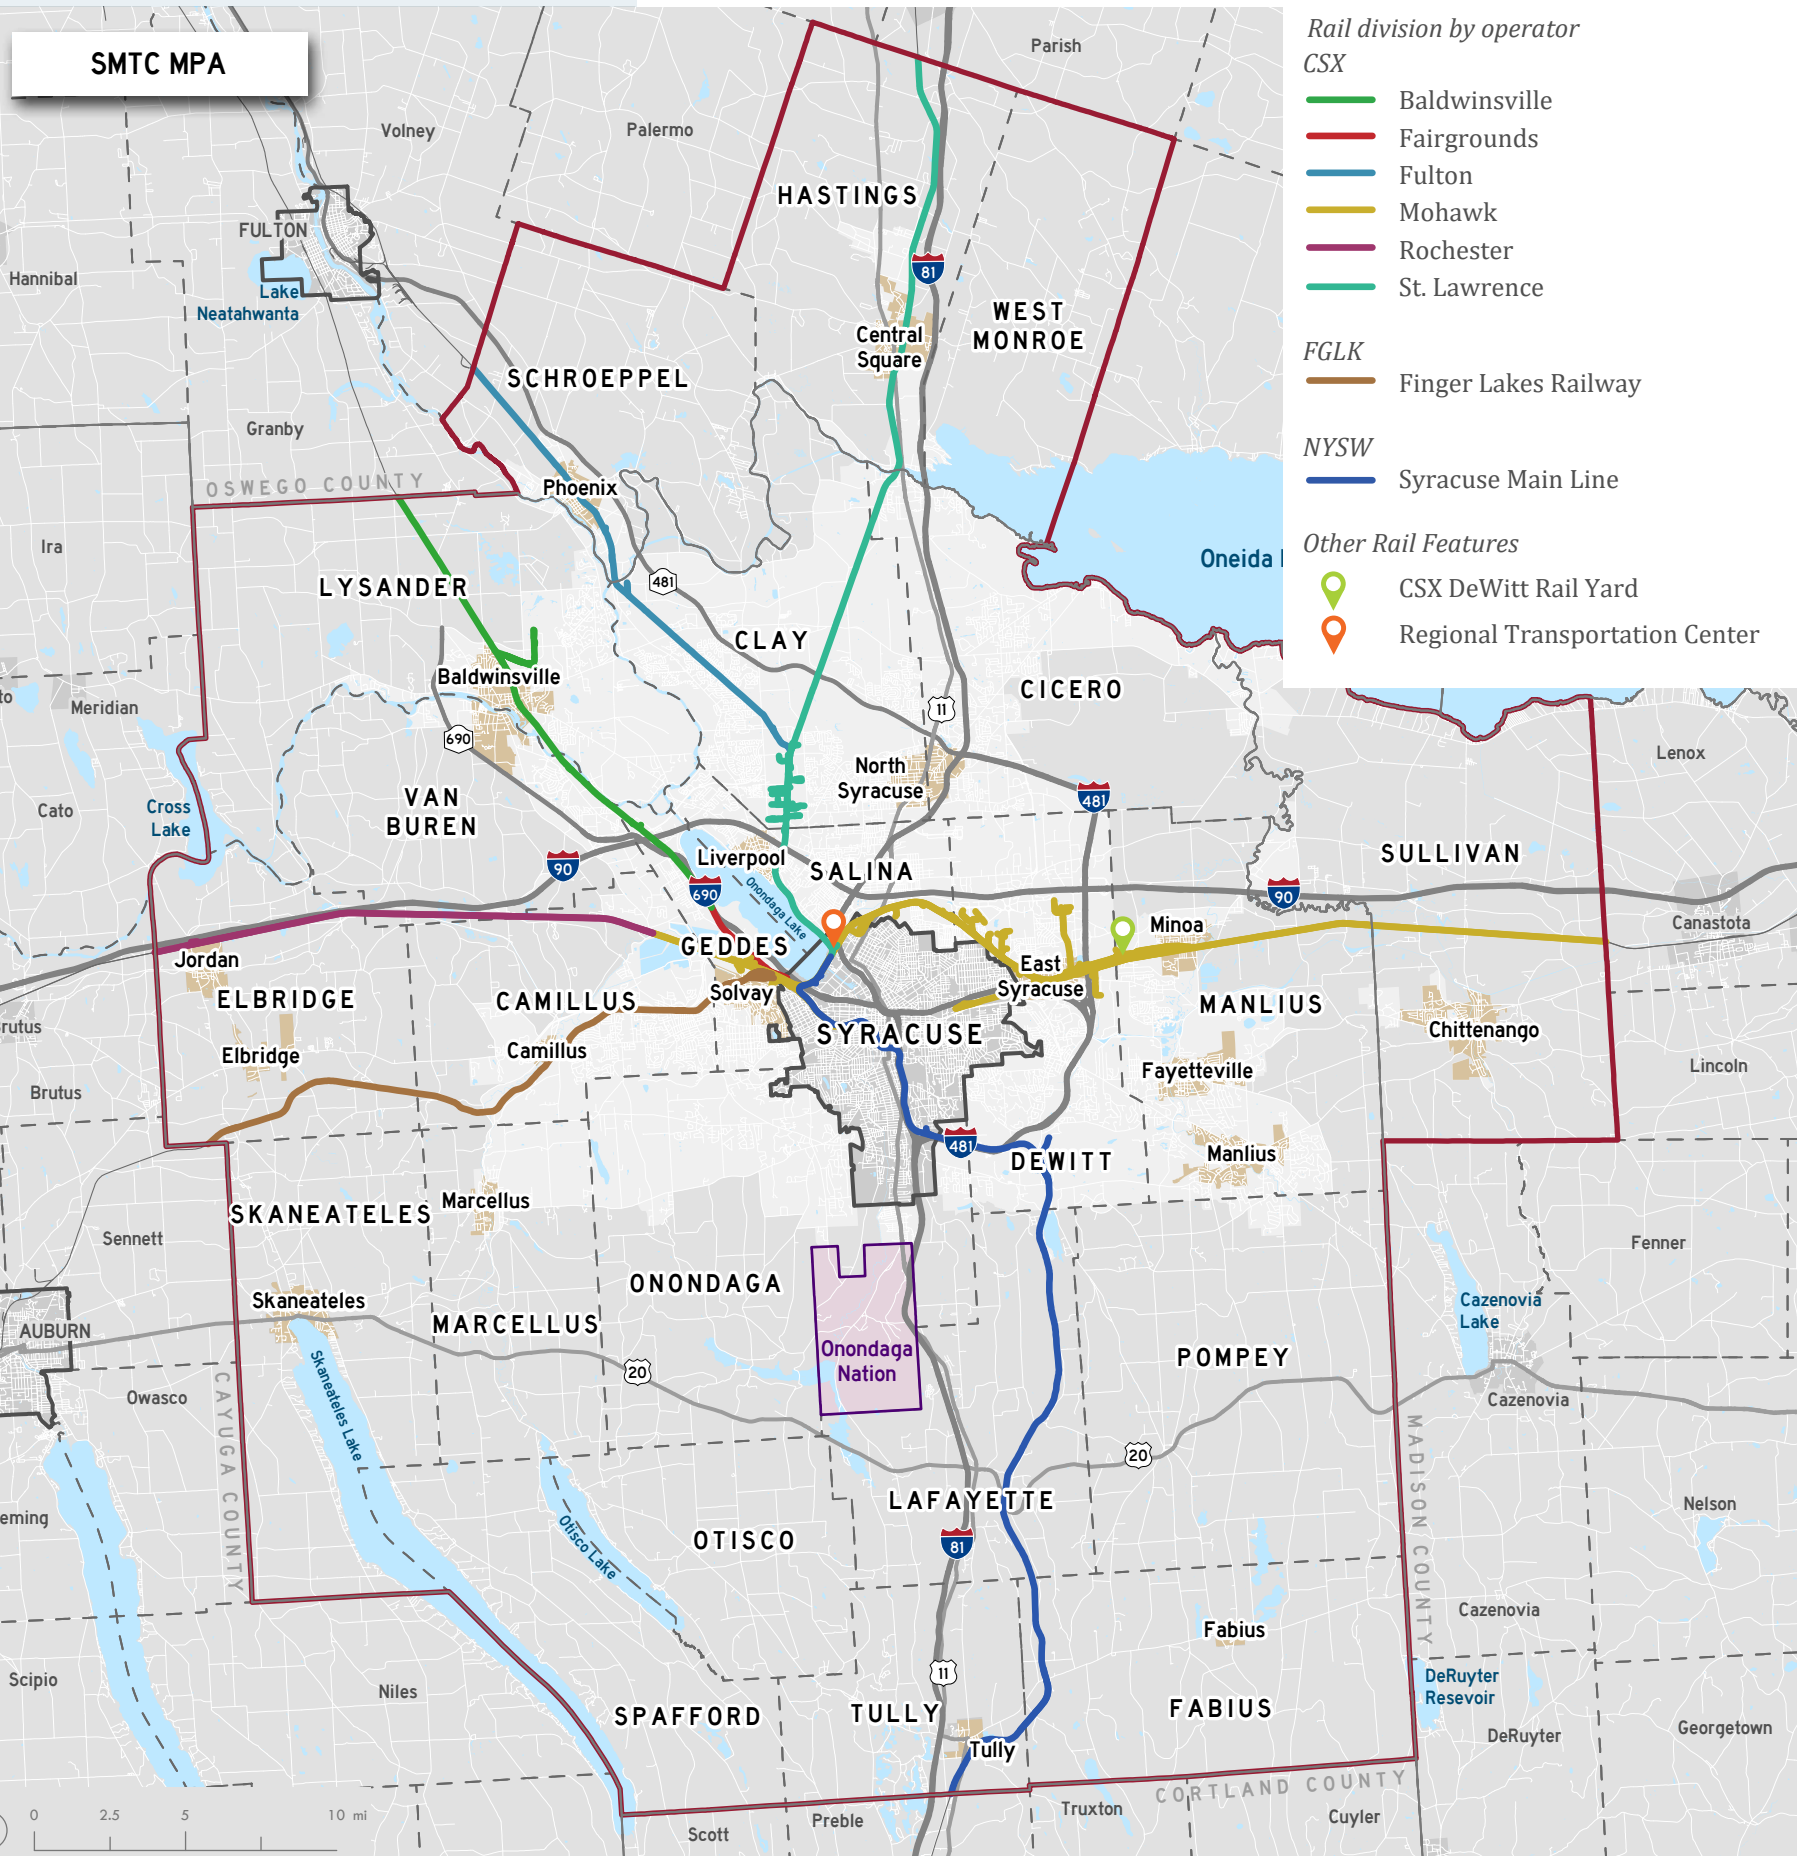 SMTC MPA
Rail division by operator
CSX
Baldwinsville
Fairgrounds
Fulton
Mohawk
Rochester
St. Lawrence
FGLK
Finger Lakes Railway
NYSW
Syracuse Main Line
Other Rail Features
CSX DeWitt Rail Yard
Regional Transportation Center
Parish
Volney
Palermo
HASTINGS
FULTON
Hannibal
81
Lake
Neatahwanta
WEST
MONROE
Central
Square
SCHROEPPEL
Granby
OSWEGO COUNTY
Phoenix
Ira
Oneida
LYSANDER
481
CLAY
Baldwinsville
CICERO
Meridian
11
690
Lenox
North
Syracuse
VAN
BUREN
481
Cross
Lake
Cato
Liverpool
SALINA
SULLIVAN
90
690
90
Onondaga Lake
Minoa
Canastota
GEDDES
Jordan
East
Syracuse
ELBRIDGE
CAMILLUS
Solvay
MANLIUS
SYRACUSE
Chittenango
Elbridge
Camillus
Fayetteville
Lincoln
Brutus
481
DEWITT
Manlius
SKANEATELES
Marcellus
Sennett
Fenner
ONONDAGA
Skaneateles
MARCELLUS
Cazenovia
Lake
AUBURN
Onondaga
Nation
POMPEY
20
Skaneateles Lake
Owasco
Cazenovia
CAYUGA COUNTY
MADISON COUNTY
20
LAFAYETTE
Nelson
eming
OTISCO
81
Otisco Lake
Cazenovia
Fabius
Scipio
Niles
11
DeRuyter
Resevoir
SPAFFORD
TULLY
FABIUS
DeRuyter
Georgetown
Tully
CORTLAND COUNTY
Truxton
Cuyler
Preble
Scott
0 2.5 5 10 mi